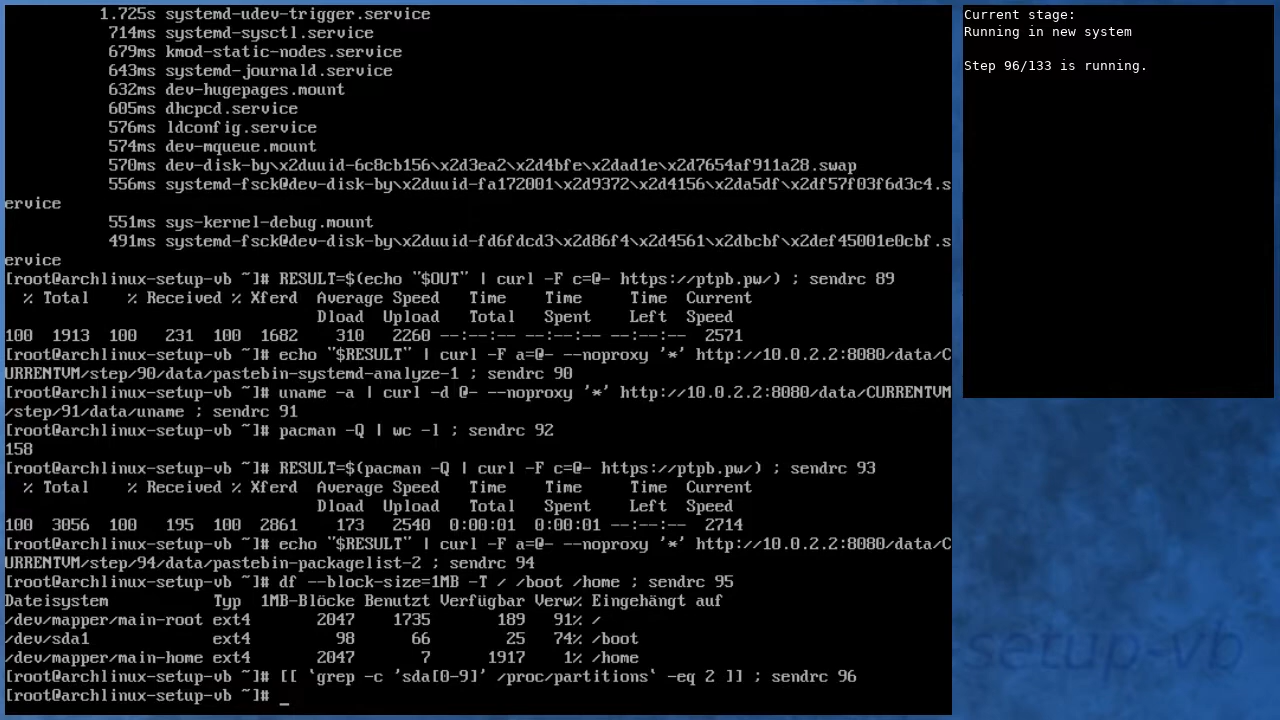 1.725s systemd-udev-trigger.service
714ms systemd-sysctl.service
679ms kmod-static-nodes.service
643ms systemd-journald.service
632ms dev-hugepages.mount
605ms dhcpcd.service
576ms ldconfig.service
574ms dev-mqueue.mount
570ms dev-disk-by\x2duuid-6c8cb156\x2d3ea2\x2d4bfe\x2dad1e\x2d7654af911a28.swap
556ms systemd-fsck@dev-disk-by\x2duuid-fa172001\x2d9372\x2d4156\x2da5df\x2df57f03f6d3c4.s
ervice
551ms sys-kernel-debug.mount
491ms systemd-fsck@dev-disk-by\x2duuid-fd6fdcd3\x2d86f4\x2d4561\x2dbcbf\x2def45001e0cbf.s
ervice
[root@archlinux-setup-vb ~]# RESULT=$(echo "$OUT" | curl -F c=@- https://ptpb.pw/) ; sendrc 89
% Total % Received % Xferd Average Speed Time Time Time Current
Dload Upload Total Spent Left Speed
100 1913 100 231 100 1682 310 2260 --:--:-- --:--:-- --:--:-- 2571
[root@archlinux-setup-vb ~]# echo "$RESULT" | curl -F a=@- --noproxy '*' http://10.0.2.2:8080/data/C
URRENTVM/step/90/data/pastebin-systemd-analyze-1 ; sendrc 90
[root@archlinux-setup-vb ~]# uname -a | curl -d @- --noproxy '*' http://10.0.2.2:8080/data/CURRENTVM
/step/91/data/uname ; sendrc 91
[root@archlinux-setup-vb ~]# pacman -Q | wc -l ; sendrc 92
158
[root@archlinux-setup-vb ~]# RESULT=$(pacman -Q | curl -F c=@- https://ptpb.pw/) ; sendrc 93
% Total % Received % Xferd Average Speed Time Time Time Current
Dload Upload Total Spent Left Speed
100 3056 100 195 100 2861 173 2540 0:00:01 0:00:01 --:--:-- 2714
[root@archlinux-setup-vb ~]# echo "$RESULT" | curl -F a=@- --noproxy '*' http://10.0.2.2:8080/data/C
URRENTVM/step/94/data/pastebin-packagelist-2 ; sendrc 94
[root@archlinux-setup-vb ~]# df --block-size=1MB -T / /boot /home ; sendrc 95
Dateisystem Typ 1MB-Blöcke Benutzt Verfügbar Verw% Eingehängt auf
/dev/mapper/main-root ext4 2047 1735 189 91% /
/dev/sda1 ext4 98 66 25 74% /boot
/dev/mapper/main-home ext4 2047 7 1917 1% /home
[root@archlinux-setup-vb ~]# [[ `grep -c 'sda[0-9]' /proc/partitions` -eq 2 ]] ; sendrc 96
[root@archlinux-setup-vb ~]# _
Current stage:
Running in new system
Step 96/133 is running.
setup-vb